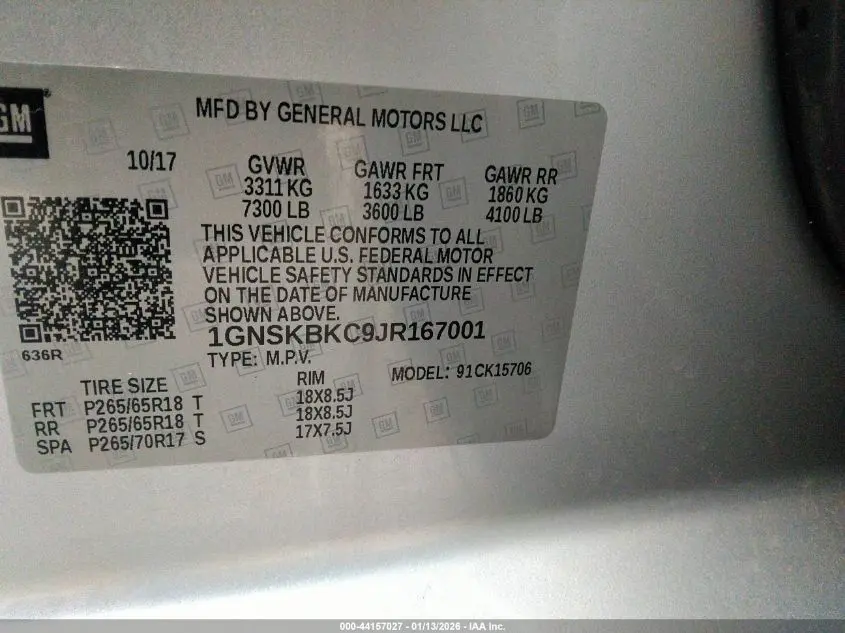 GM
MFD BY GENERAL MOTORS LLC
10/17 GVWR GAWR FRT GAWR RR
3311 KG 1633 KG 1860 KG
7300 LB 3600 LB 4100 LB
THIS VEHICLE CONFORMS TO ALL
APPLICABLE U.S. FEDERAL MOTOR
VEHICLE SAFETY STANDARDS IN EFFECT
ON THE DATE OF MANUFACTURE
SHOWN ABOVE.
1GNSKBKC9JR167001
636R
TYPE: M.P.V. MODEL: 91CK15706
TIRE SIZE RIM
FRT P265/65R18 T 18X8.5J
RR P265/65R18 T 18X8.5J
SPA P265/70R17 S 17X7.5J
000-44157027 - 01/13/2026 - IAA Inc.